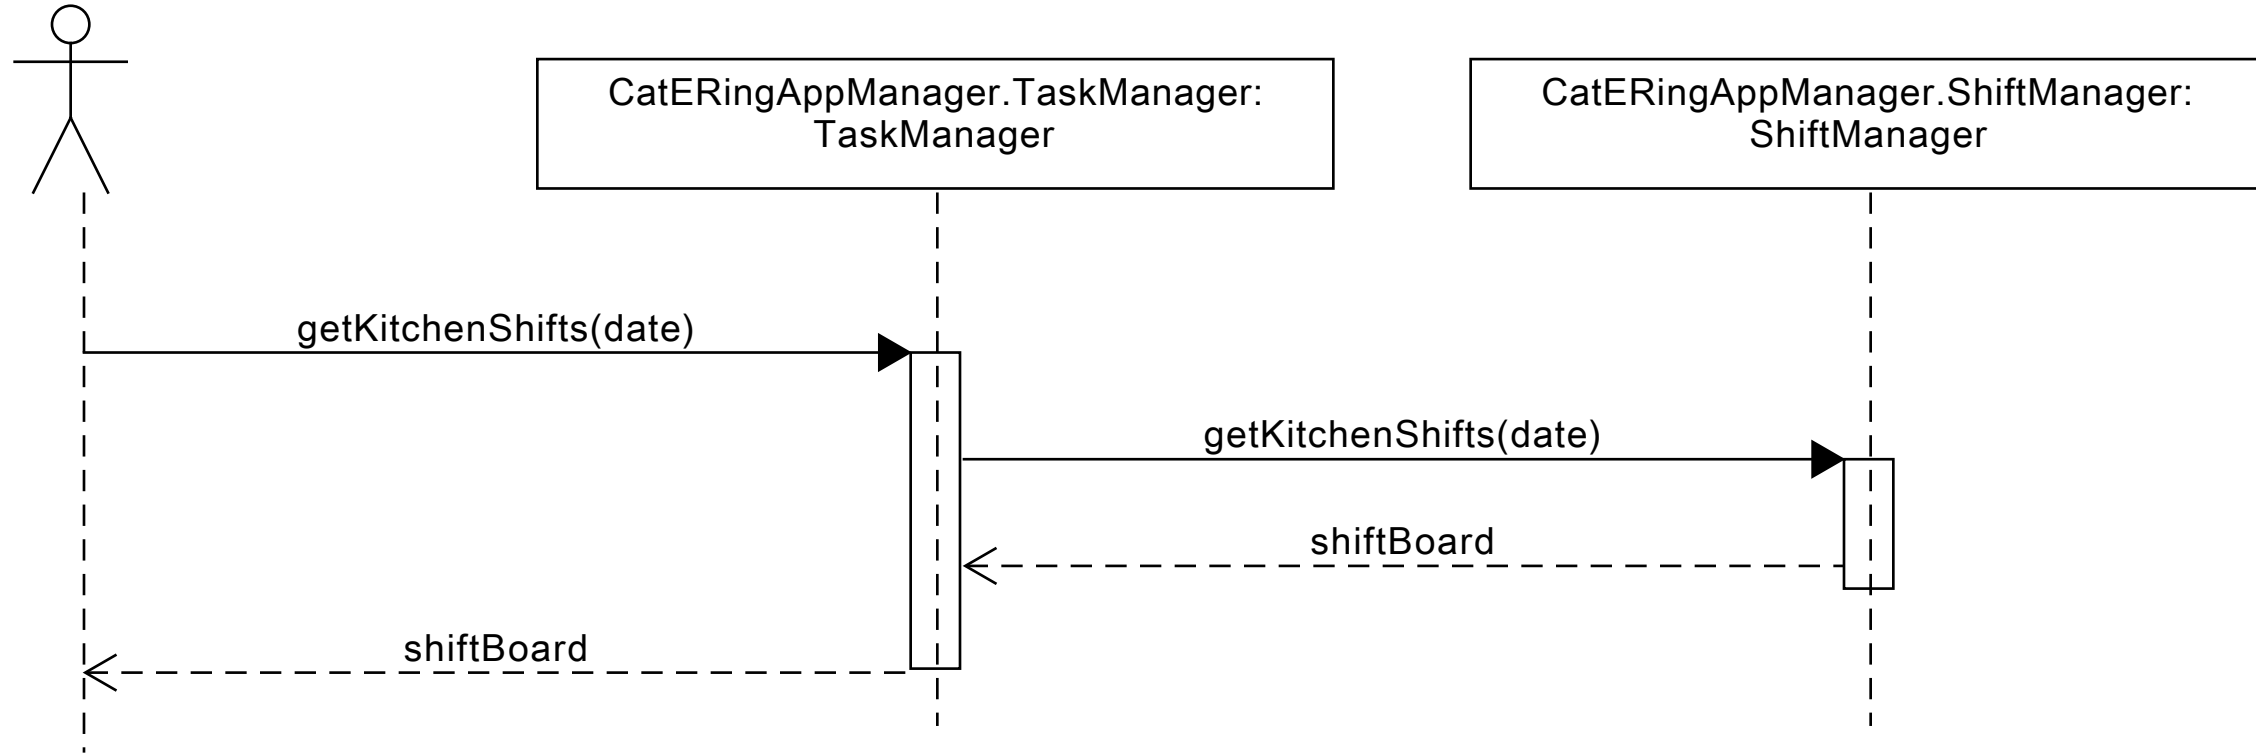 CatERingAppManager.TaskManager:
TaskManager
CatERingAppManager.ShiftManager:
ShiftManager
getKitchenShifts(date)
getKitchenShifts(date)
shiftBoard
shiftBoard